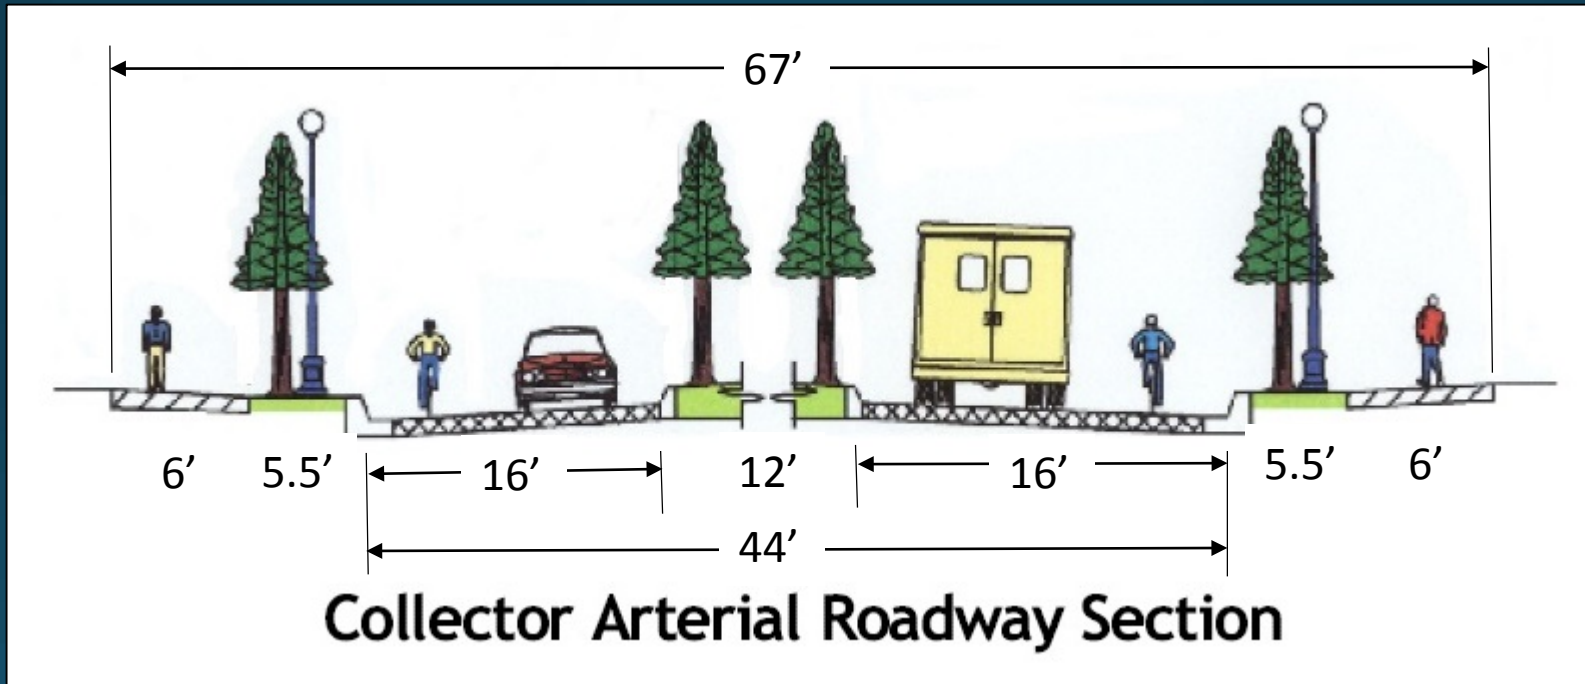 67’
6’ 5.5’ 16’ 12’ 16’ 5.5’ 6’
44’
Collector Arterial Roadway Section